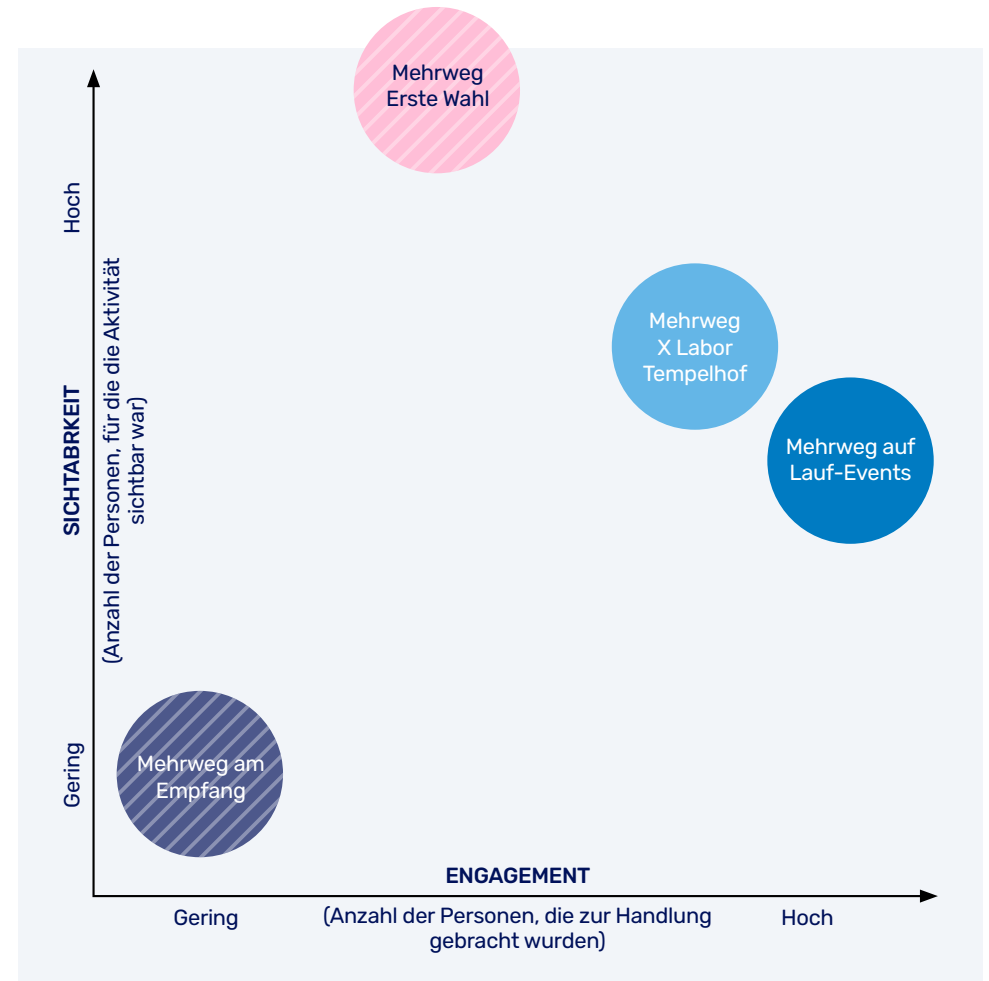 Mehrweg
Erste Wahl
Hoch
SICHTABRKEIT
(Anzahl der Personen, für die die Aktivität
sichtbar war)
Mehrweg
X Labor
Tempelhof
Mehrweg auf
Lauf-Events
Gering
Mehrweg am
Empfang
ENGAGEMENT
Gering
(Anzahl der Personen, die zur Handlung
gebracht wurden)
Hoch